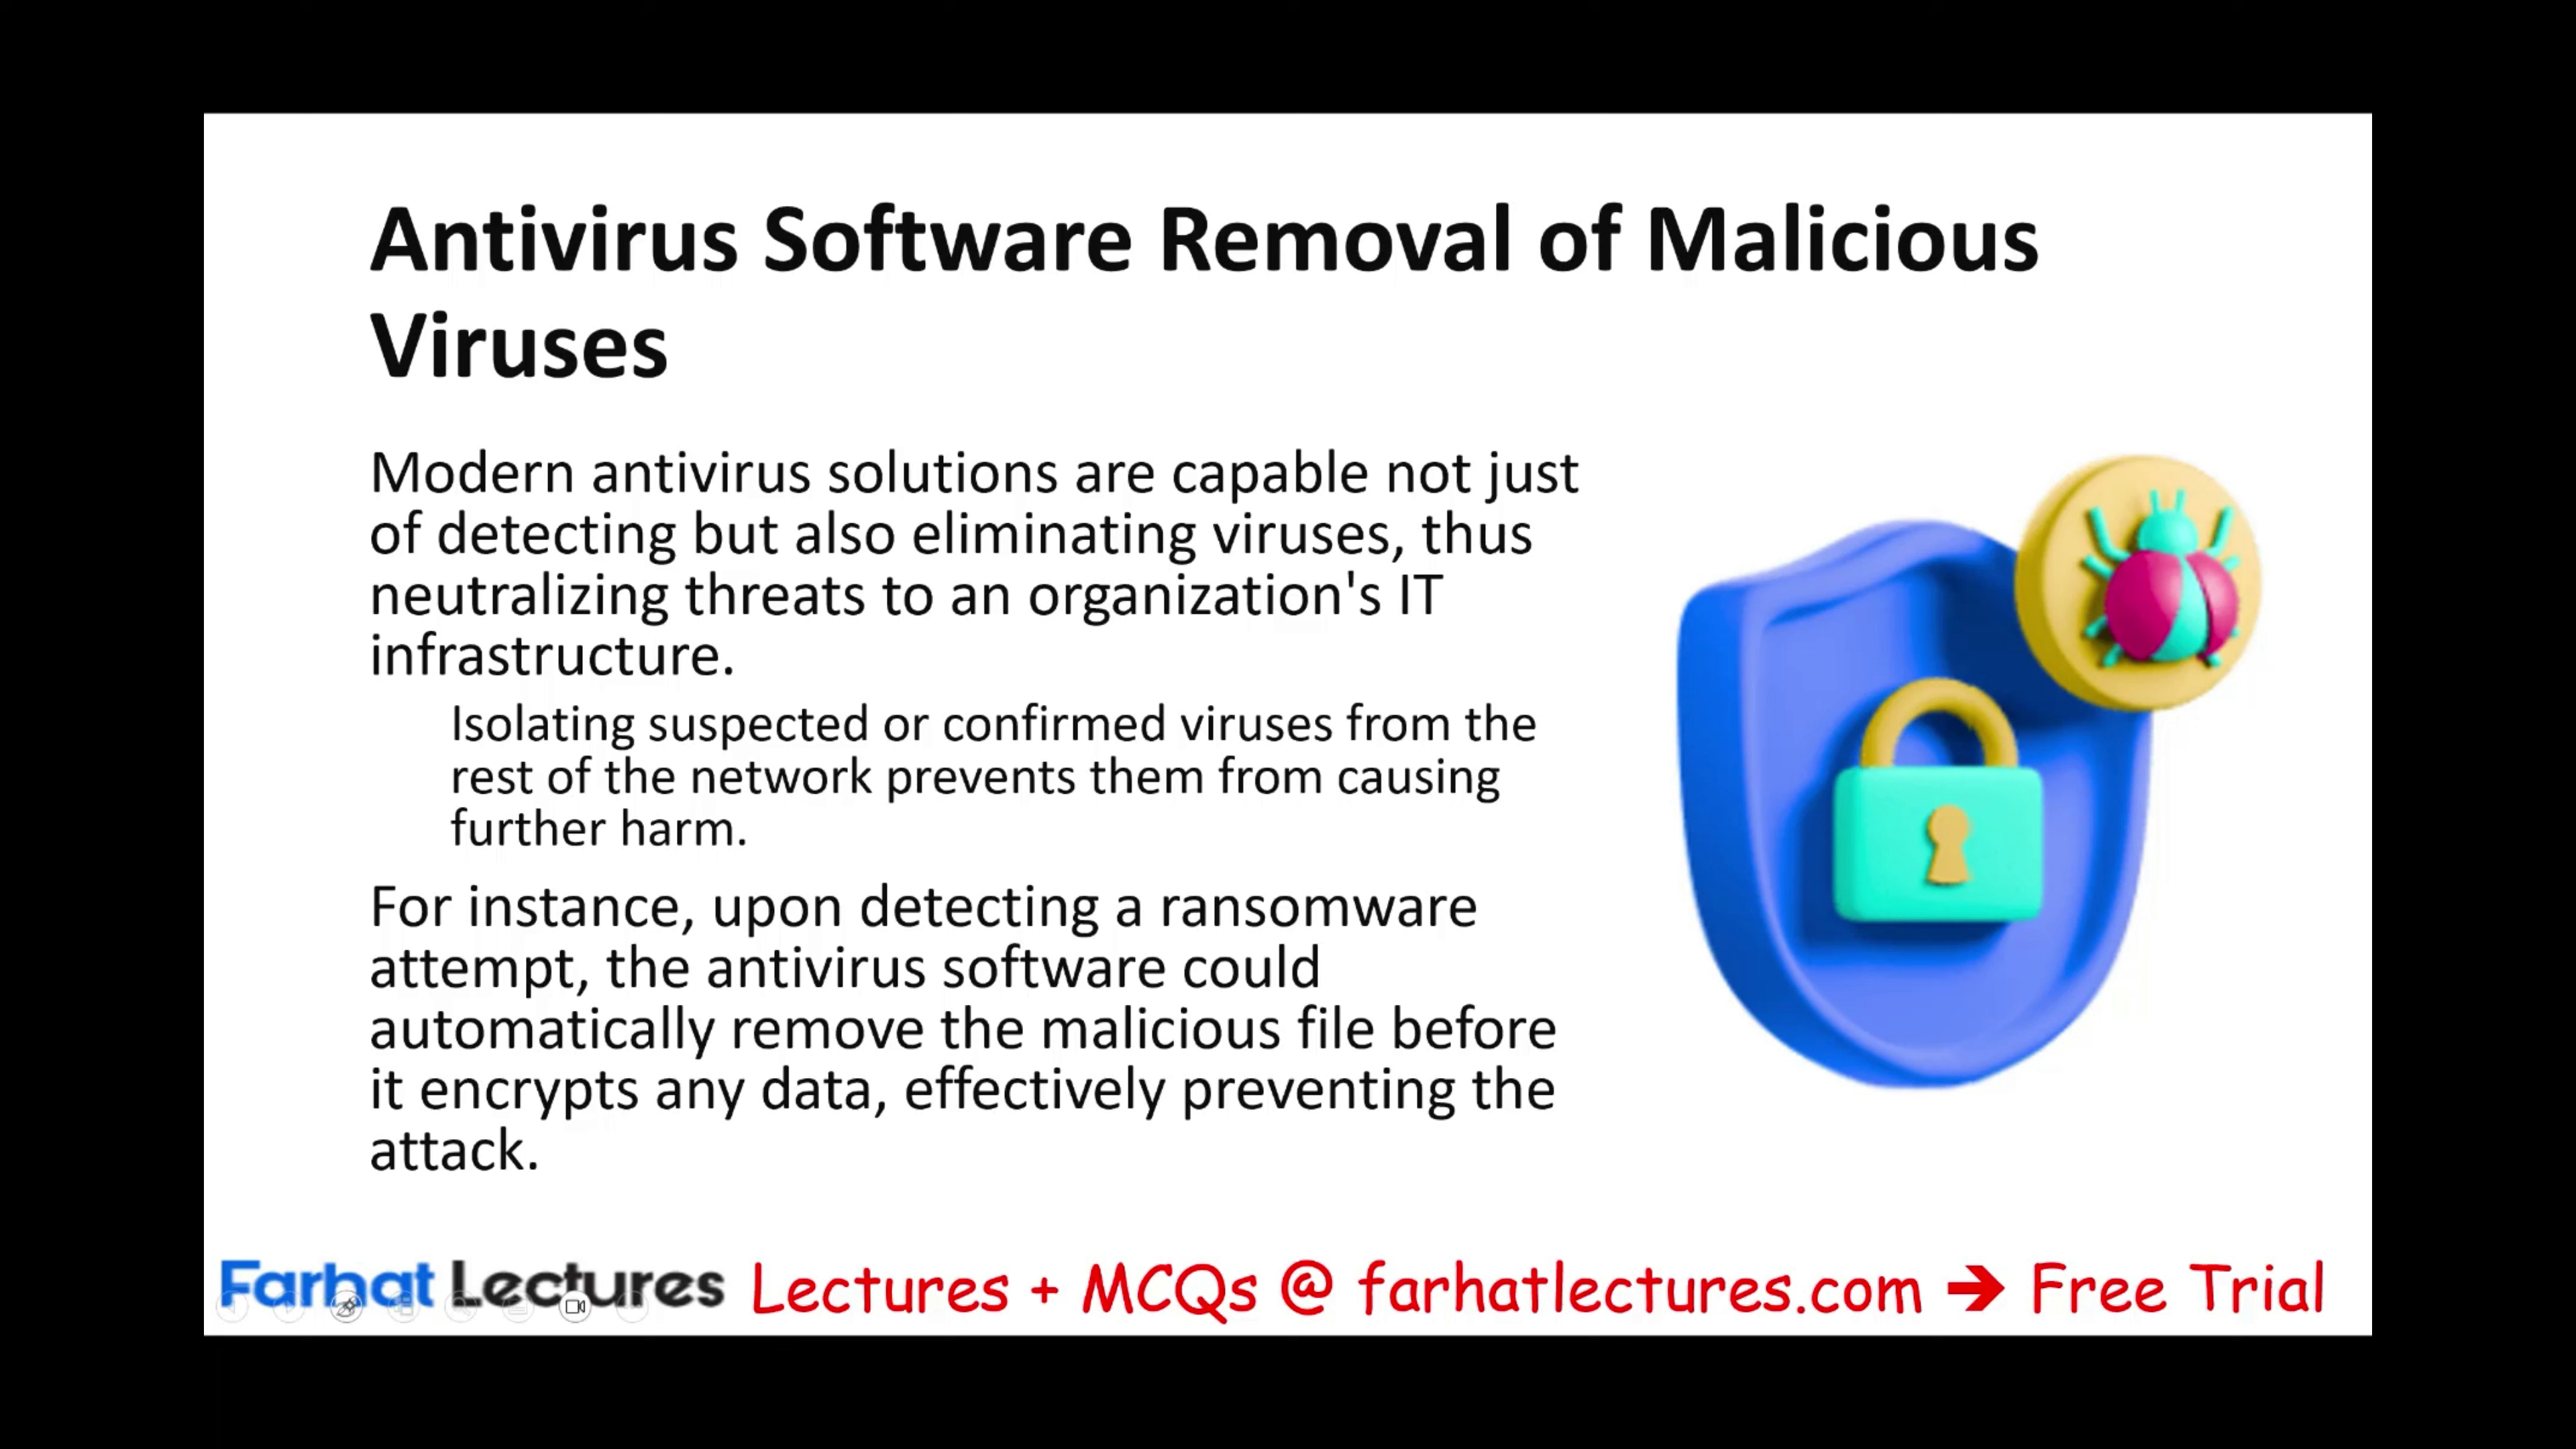 Antivirus Software Removal of Malicious
Viruses
Modern antivirus solutions are capable not just
of detecting but also eliminating viruses, thus
neutralizing threats to an organization's IT
infrastructure.
Isolating suspected or confirmed viruses from the
rest of the network prevents them from causing
further harm.
For instance, upon detecting a ransomware
attempt, the antivirus software could
automatically remove the malicious file before
it encrypts any data, effectively preventing the
attack.
Farhat Lectures Lectures + MCQs @ farhatlectures.com → Free Trial